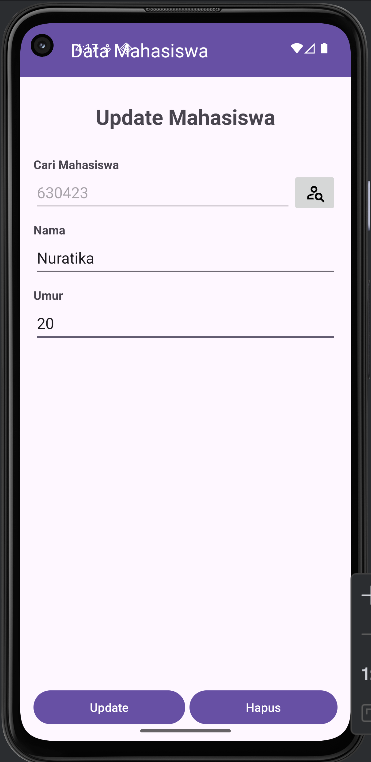 Data Mahasiswa
Update Mahasiswa
Cari Mahasiswa
630423
Nama
Nuratika
Umur
20
Update
Hapus